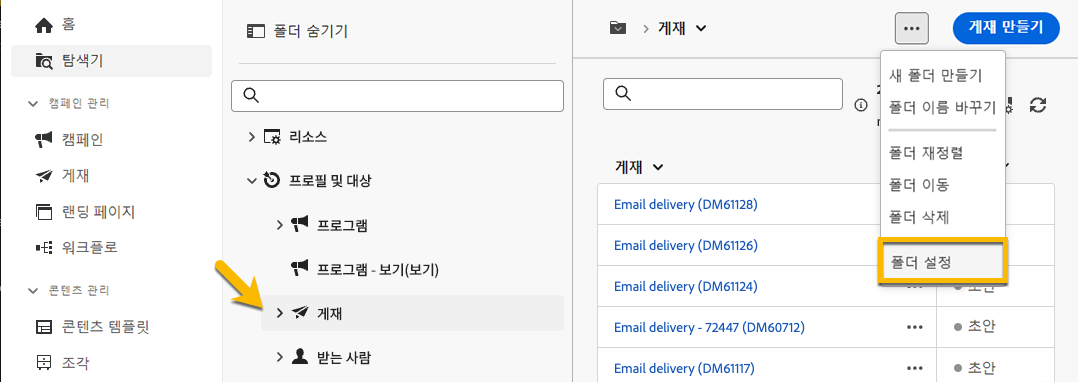 홈
탐색기
캠페인 관리
캠페인
게재
랜딩 페이지
워크플로
콘텐츠 관리
콘텐츠 템플릿
조각
폴더 숨기기
리소스
프로필 및 대상
프로그램
프로그램 - 보기(보기)
게재
받는 사람
게재
게재 만들기
새 폴더 만들기
폴더 이름 바꾸기
폴더 재정렬
폴더 이동
폴더 삭제
폴더 설정
게재
Email delivery (DM61128)
Email delivery (DM61126)
Email delivery (DM61124)
초안
Email delivery - 72447 (DM60712)
초안
Email delivery (DM61117)
초안